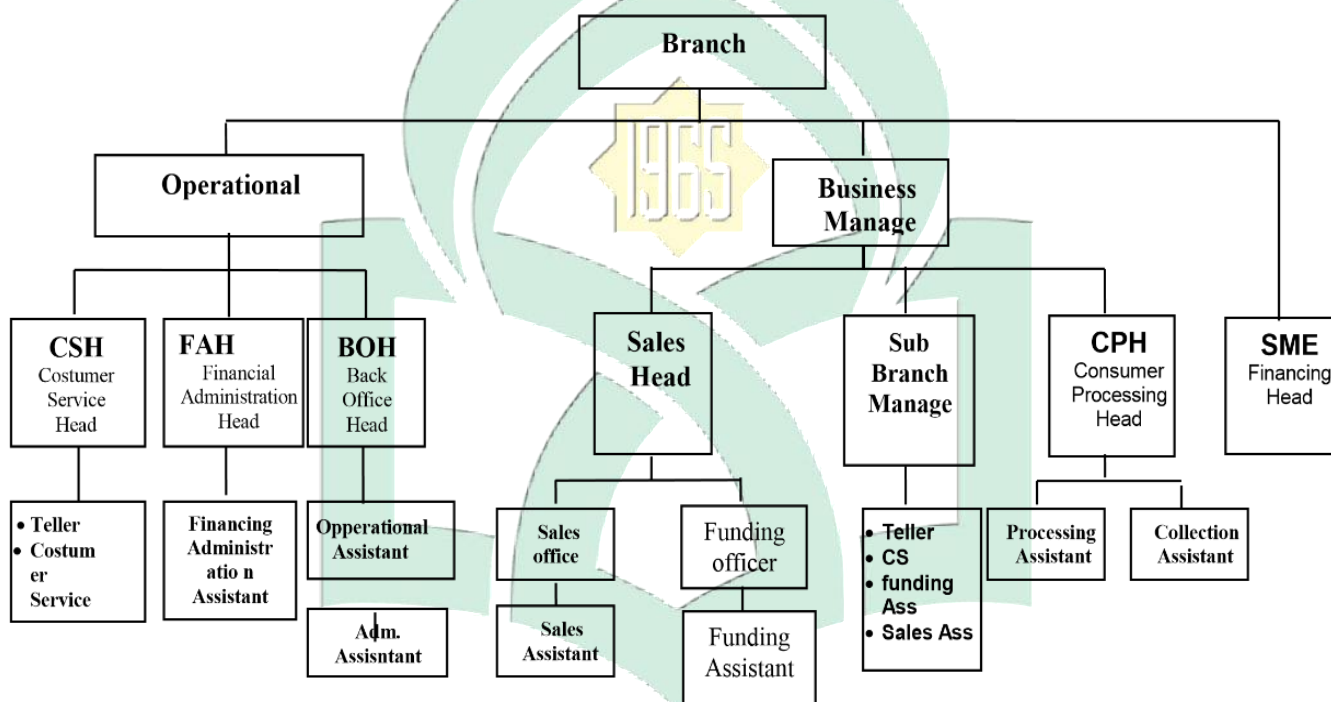 Branch
1965
Operational
Business
Manage
CSH
Costumer
Service
Head
FAH
Financial
Administration
Head
BOH
Back
Office
Head
Sales
Head
Sub
Branch
Manage
CPH
Consumer
Processing
Head
SME
Financing
Head
• Teller
• Costum
er
Service
Financing
Administr
atio n
Assistant
Opperational
Assistant
Adm.
Assisntant
Sales
office
Sales
Assistant
Funding
officer
Funding
Assistant
• Teller
• CS
• funding
Ass
• Sales Ass
Processing
Assistant
Collection
Assistant